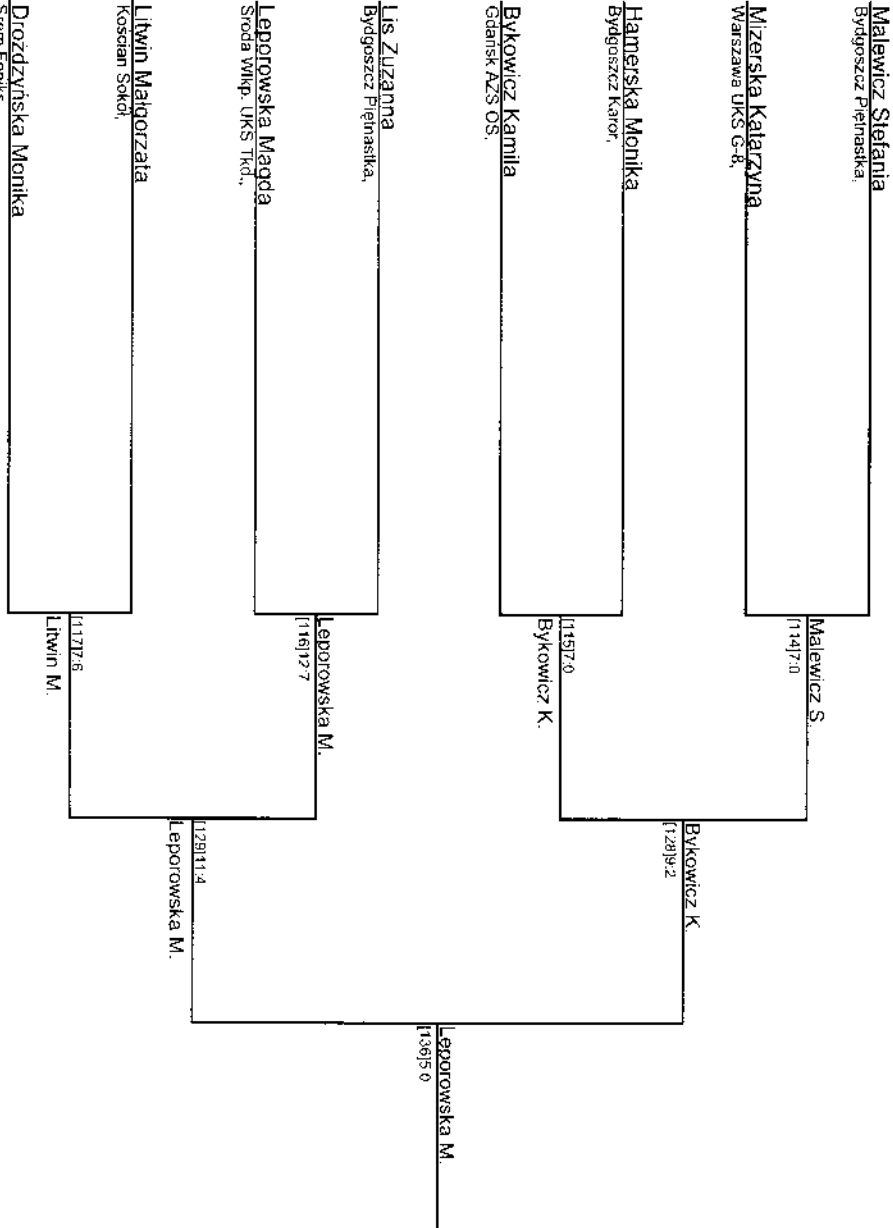 Malewicz Stefania
Bydgoszcz Piętnastka,
Mizerska Katarzyna
Warszawa UKS G-8,
Hamerska Monika
Bydgoszcz Karor,
Bykowicz Kamila
Gdańsk AZS OS,
Lis Zuzanna
Bydgoszcz Piętnastka,
Leporowska Magda
Środa Wlkp. UKS Tkd.,
Litwin Małgorzata
Kościan Sokół,
Drożdżyńska Monika
Malewicz S.
[114]7:0
[115]7:0
Bykowicz K.
Leporowska M.
[116]12:7
[117]7:6
Litwin M.
Bykowicz K.
[128]9:2
[129]11:4
Leporowska M.
Leporowska M.
[136]5:0